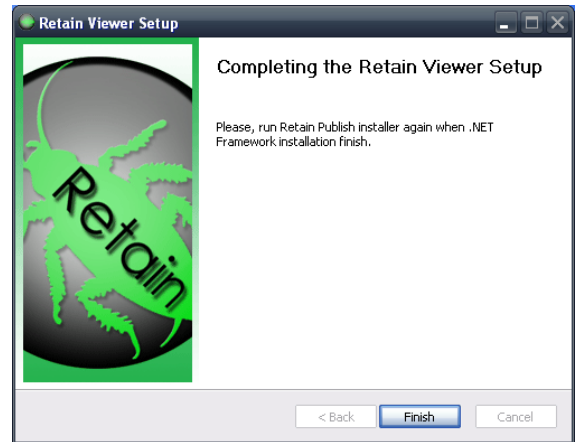 Retain Viewer Setup
Completing the Retain Viewer Setup
Please, run Retain Publish installer again when .NET
Framework installation finish.
Retain
< Back
Finish
Cancel